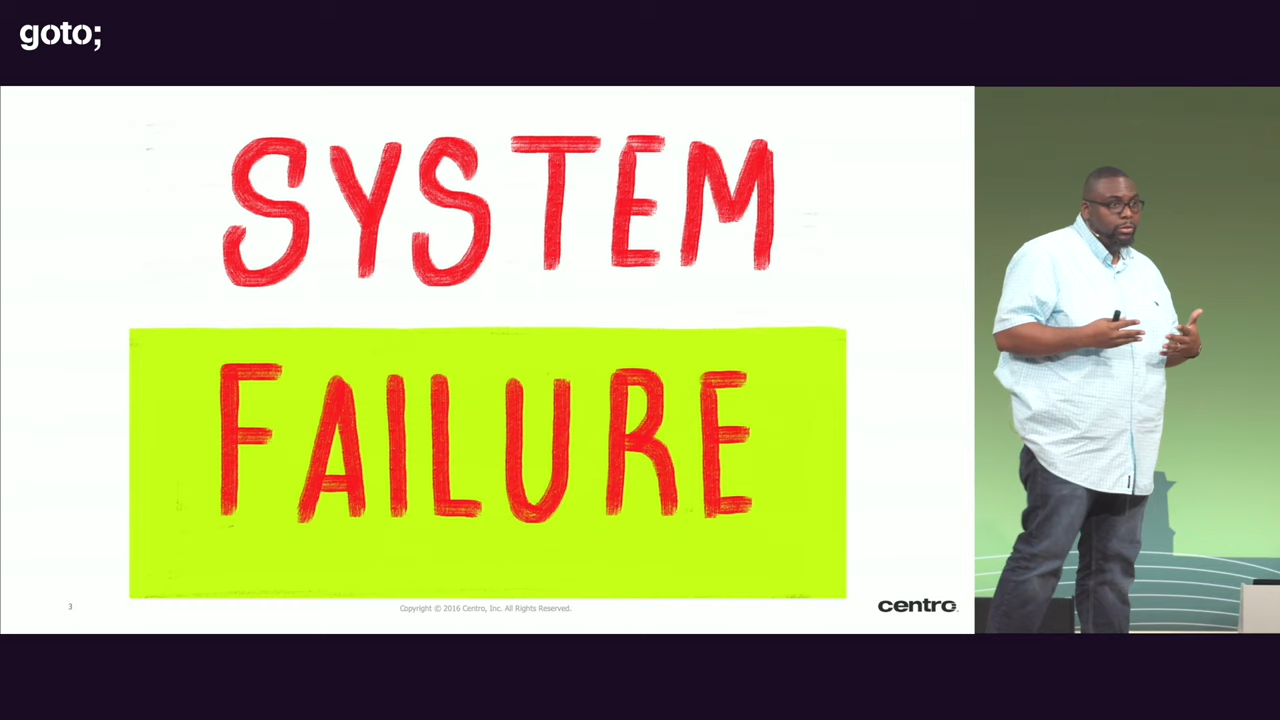 goto;
SYSTEM
FAILURE
3
Copyright © 2016 Centro, Inc. All Rights Reserved.
centro